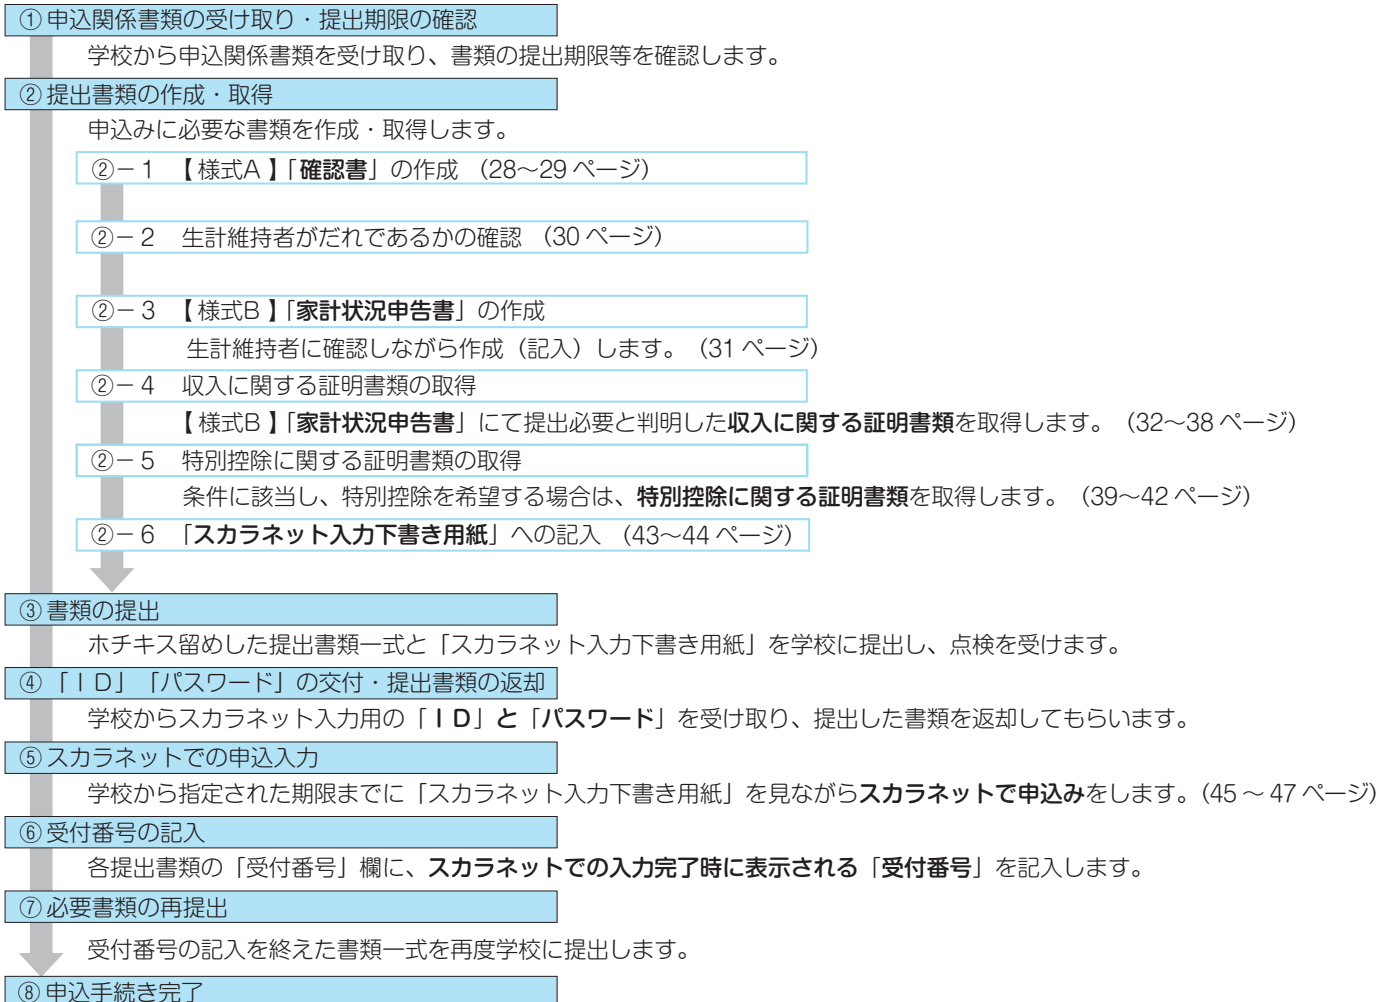 ①申込関係書類の受け取り・提出期限の確認
学校から申込関係書類を受け取り、書類の提出期限等を確認します。
②提出書類の作成・取得
申込みに必要な書類を作成・取得します。
②－１　【様式Ａ】「確認書」の作成　（28～29 ページ）
②－２　生計維持者がだれであるかの確認　（30 ページ）
②－３　【様式Ｂ】「家計状況申告書」の作成
生計維持者に確認しながら作成（記入）します。（31 ページ）
②－４　収入に関する証明書類の取得
【様式Ｂ】「家計状況申告書」にて提出必要と判明した収入に関する証明書類を取得します。（32～38 ページ）
②－５　特別控除に関する証明書類の取得
条件に該当し、特別控除を希望する場合は、特別控除に関する証明書類を取得します。（39～42 ページ）
②－６　「スカラネット入力下書き用紙」への記入　（43～44 ページ）
③書類の提出
ホチキス留めした提出書類一式と「スカラネット入力下書き用紙」を学校に提出し、点検を受けます。
④「ＩＤ」「パスワード」の交付・提出書類の返却
学校からスカラネット入力用の「ＩＤ」と「パスワード」を受け取り、提出した書類を返却してもらいます。
⑤スカラネットでの申込入力
学校から指定された期限までに「スカラネット入力下書き用紙」を見ながらスカラネットで申込みをします。（45 ～ 47 ページ）
⑥受付番号の記入
各提出書類の「受付番号」欄に、スカラネットでの入力完了時に表示される「受付番号」を記入します。
⑦必要書類の再提出
受付番号の記入を終えた書類一式を再度学校に提出します。
⑧申込手続き完了